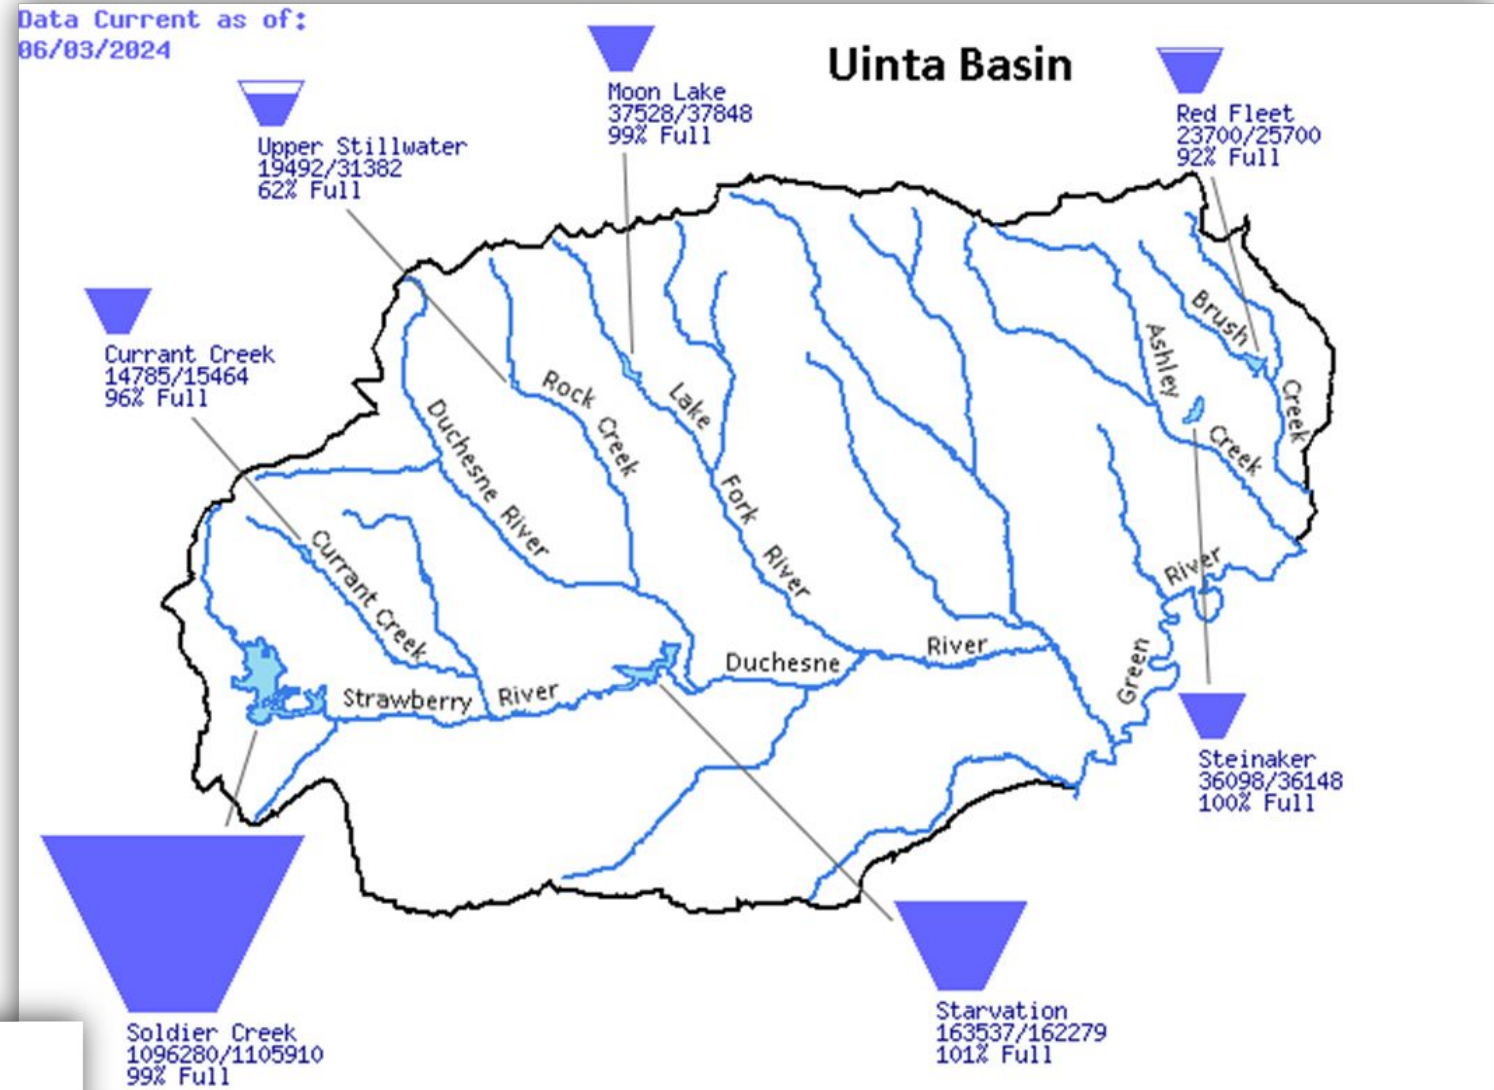 Data Current as of:
06/03/2024
Uinta Basin
Moon Lake
37528/37848
99% Full
Red Fleet
23700/25700
92% Full
Upper Stillwater
19492/31382
62% Full
Currant Creek
14785/15464
96% Full
Brush
Creek
Ashley
Creek
Rock
Creek
Lake
Fork
River
Duchesne River
Currant Creek
River
Green
Duchesne
River
Strawberry
River
Steinaker
36098/36148
100% Full
Starvation
163537/162279
101% Full
Soldier Creek
1096280/1105910
99% Full